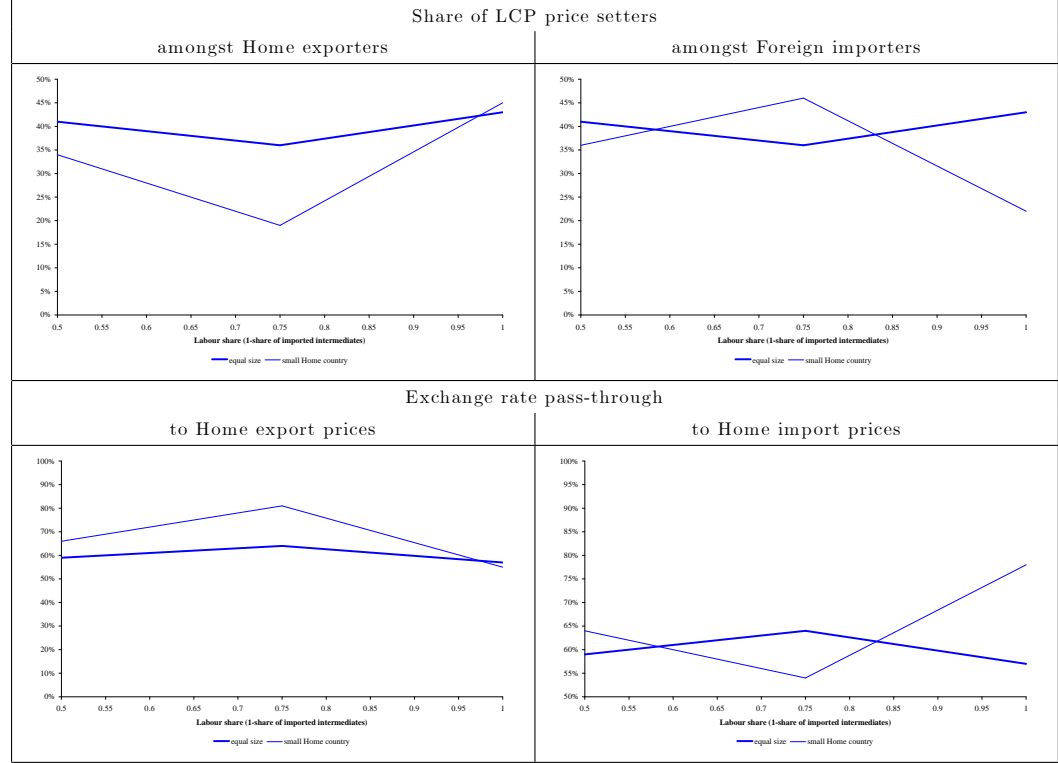 Share of LCP price setters
amongst Home exporters
amongst Foreign importers
50%
45%
40%
35%
30%
25%
20%
15%
10%
5%
0%
0.5 0.55 0.6 0.65 0.7 0.75 0.8 0.85 0.9 0.95 1
Labour share (1-share of imported intermediates)
equal size small Home country
50%
45%
40%
35%
30%
25%
20%
15%
10%
5%
0%
0.5 0.55 0.6 0.65 0.7 0.75 0.8 0.85 0.9 0.95 1
Labour share (1-share of imported intermediates)
equal size small Home country
Exchange rate pass-through
to Home export prices
to Home import prices
100%
90%
80%
70%
60%
50%
40%
30%
20%
10%
0%
0.5 0.55 0.6 0.65 0.7 0.75 0.8 0.85 0.9 0.95 1
Labour share (1-share of imported intermediates)
equal size small Home country
100%
95%
90%
85%
80%
75%
70%
65%
60%
55%
50%
0.5 0.55 0.6 0.65 0.7 0.75 0.8 0.85 0.9 0.95 1
Labour share (1-share of imported intermediates)
equal size small Home country